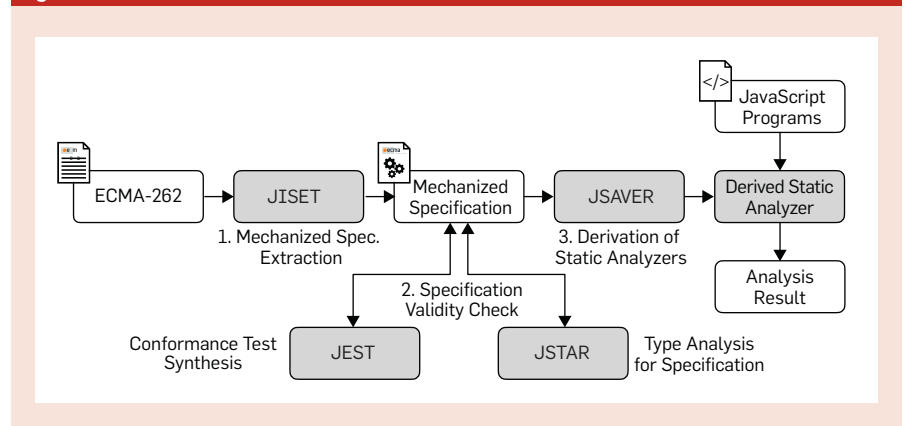 </>
JavaScript
Programs
ecma
ECMA-262
JISET
Mechanized
Specification
JSAVER
Derived Static
Analyzer
1. Mechanized Spec.
Extraction
3. Derivation of
Static Analyzers
2. Specification
Validity Check
Analysis
Result
Conformance Test
Synthesis
JEST
JSTAR
Type Analysis
for Specification